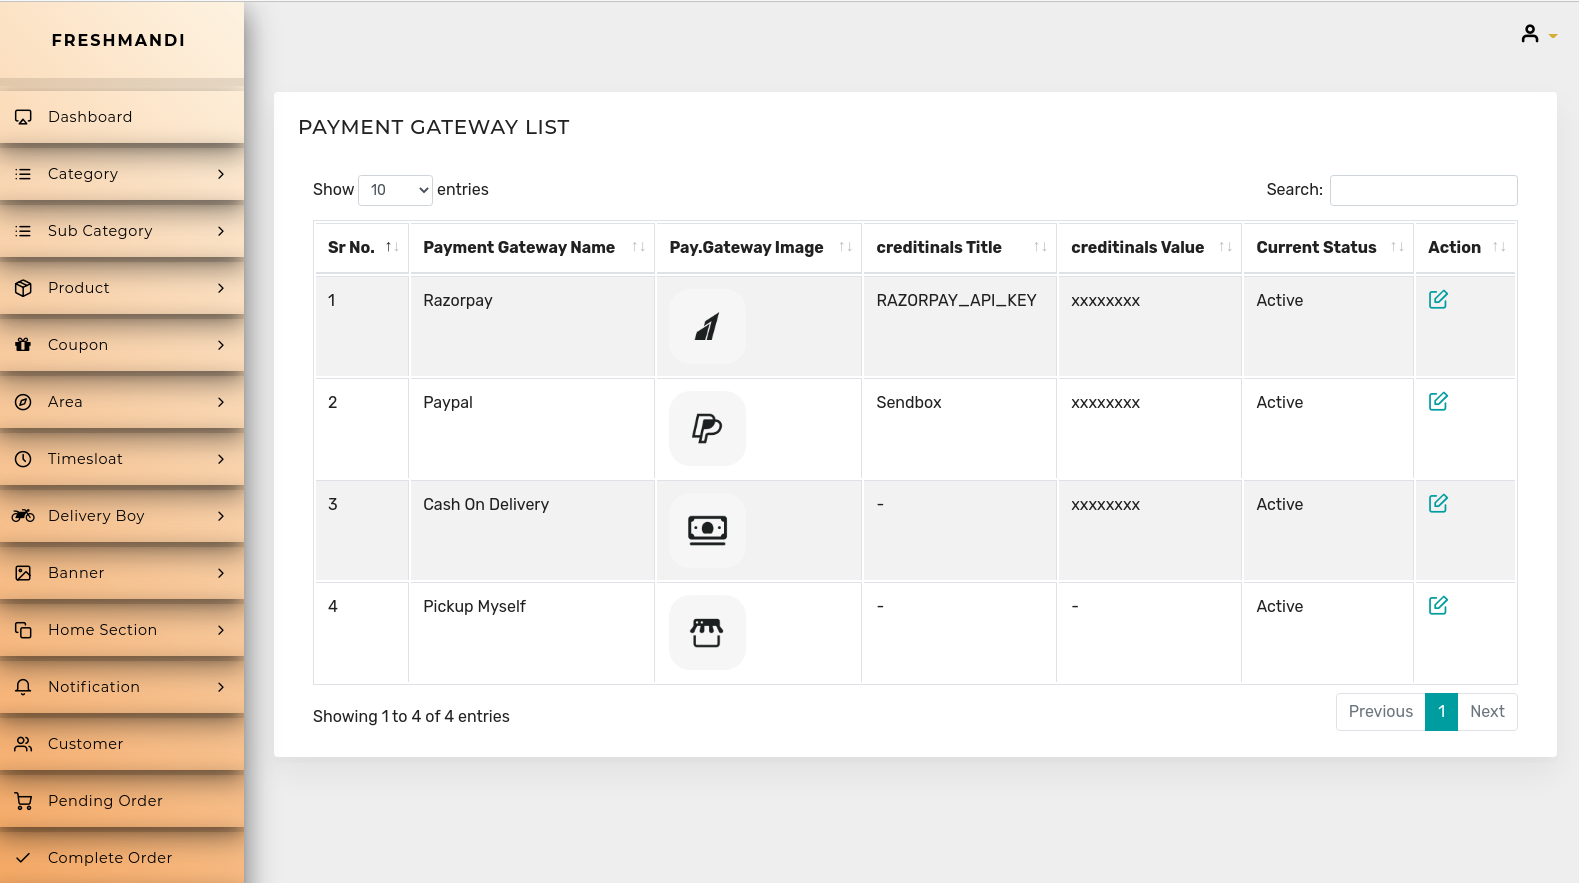 FRESHMANDI
Dashboard
Category
Sub Category
Product
Coupon
Area
Timesloat
Delivery Boy
Banner
Home Section
Notification
Customer
Pending Order
Complete Order
PAYMENT GATEWAY LIST
Show 10 entries
Search:
Sr No. Payment Gateway Name Pay.Gateway Image creditinals Title creditinals Value Current Status Action
1 Razorpay RAZORPAY_API_KEY xxxxxxxx Active
2 Paypal Sendbox xxxxxxxx Active
3 Cash On Delivery - xxxxxxxx Active
4 Pickup Myself - - Active
Showing 1 to 4 of 4 entries
Previous 1 Next